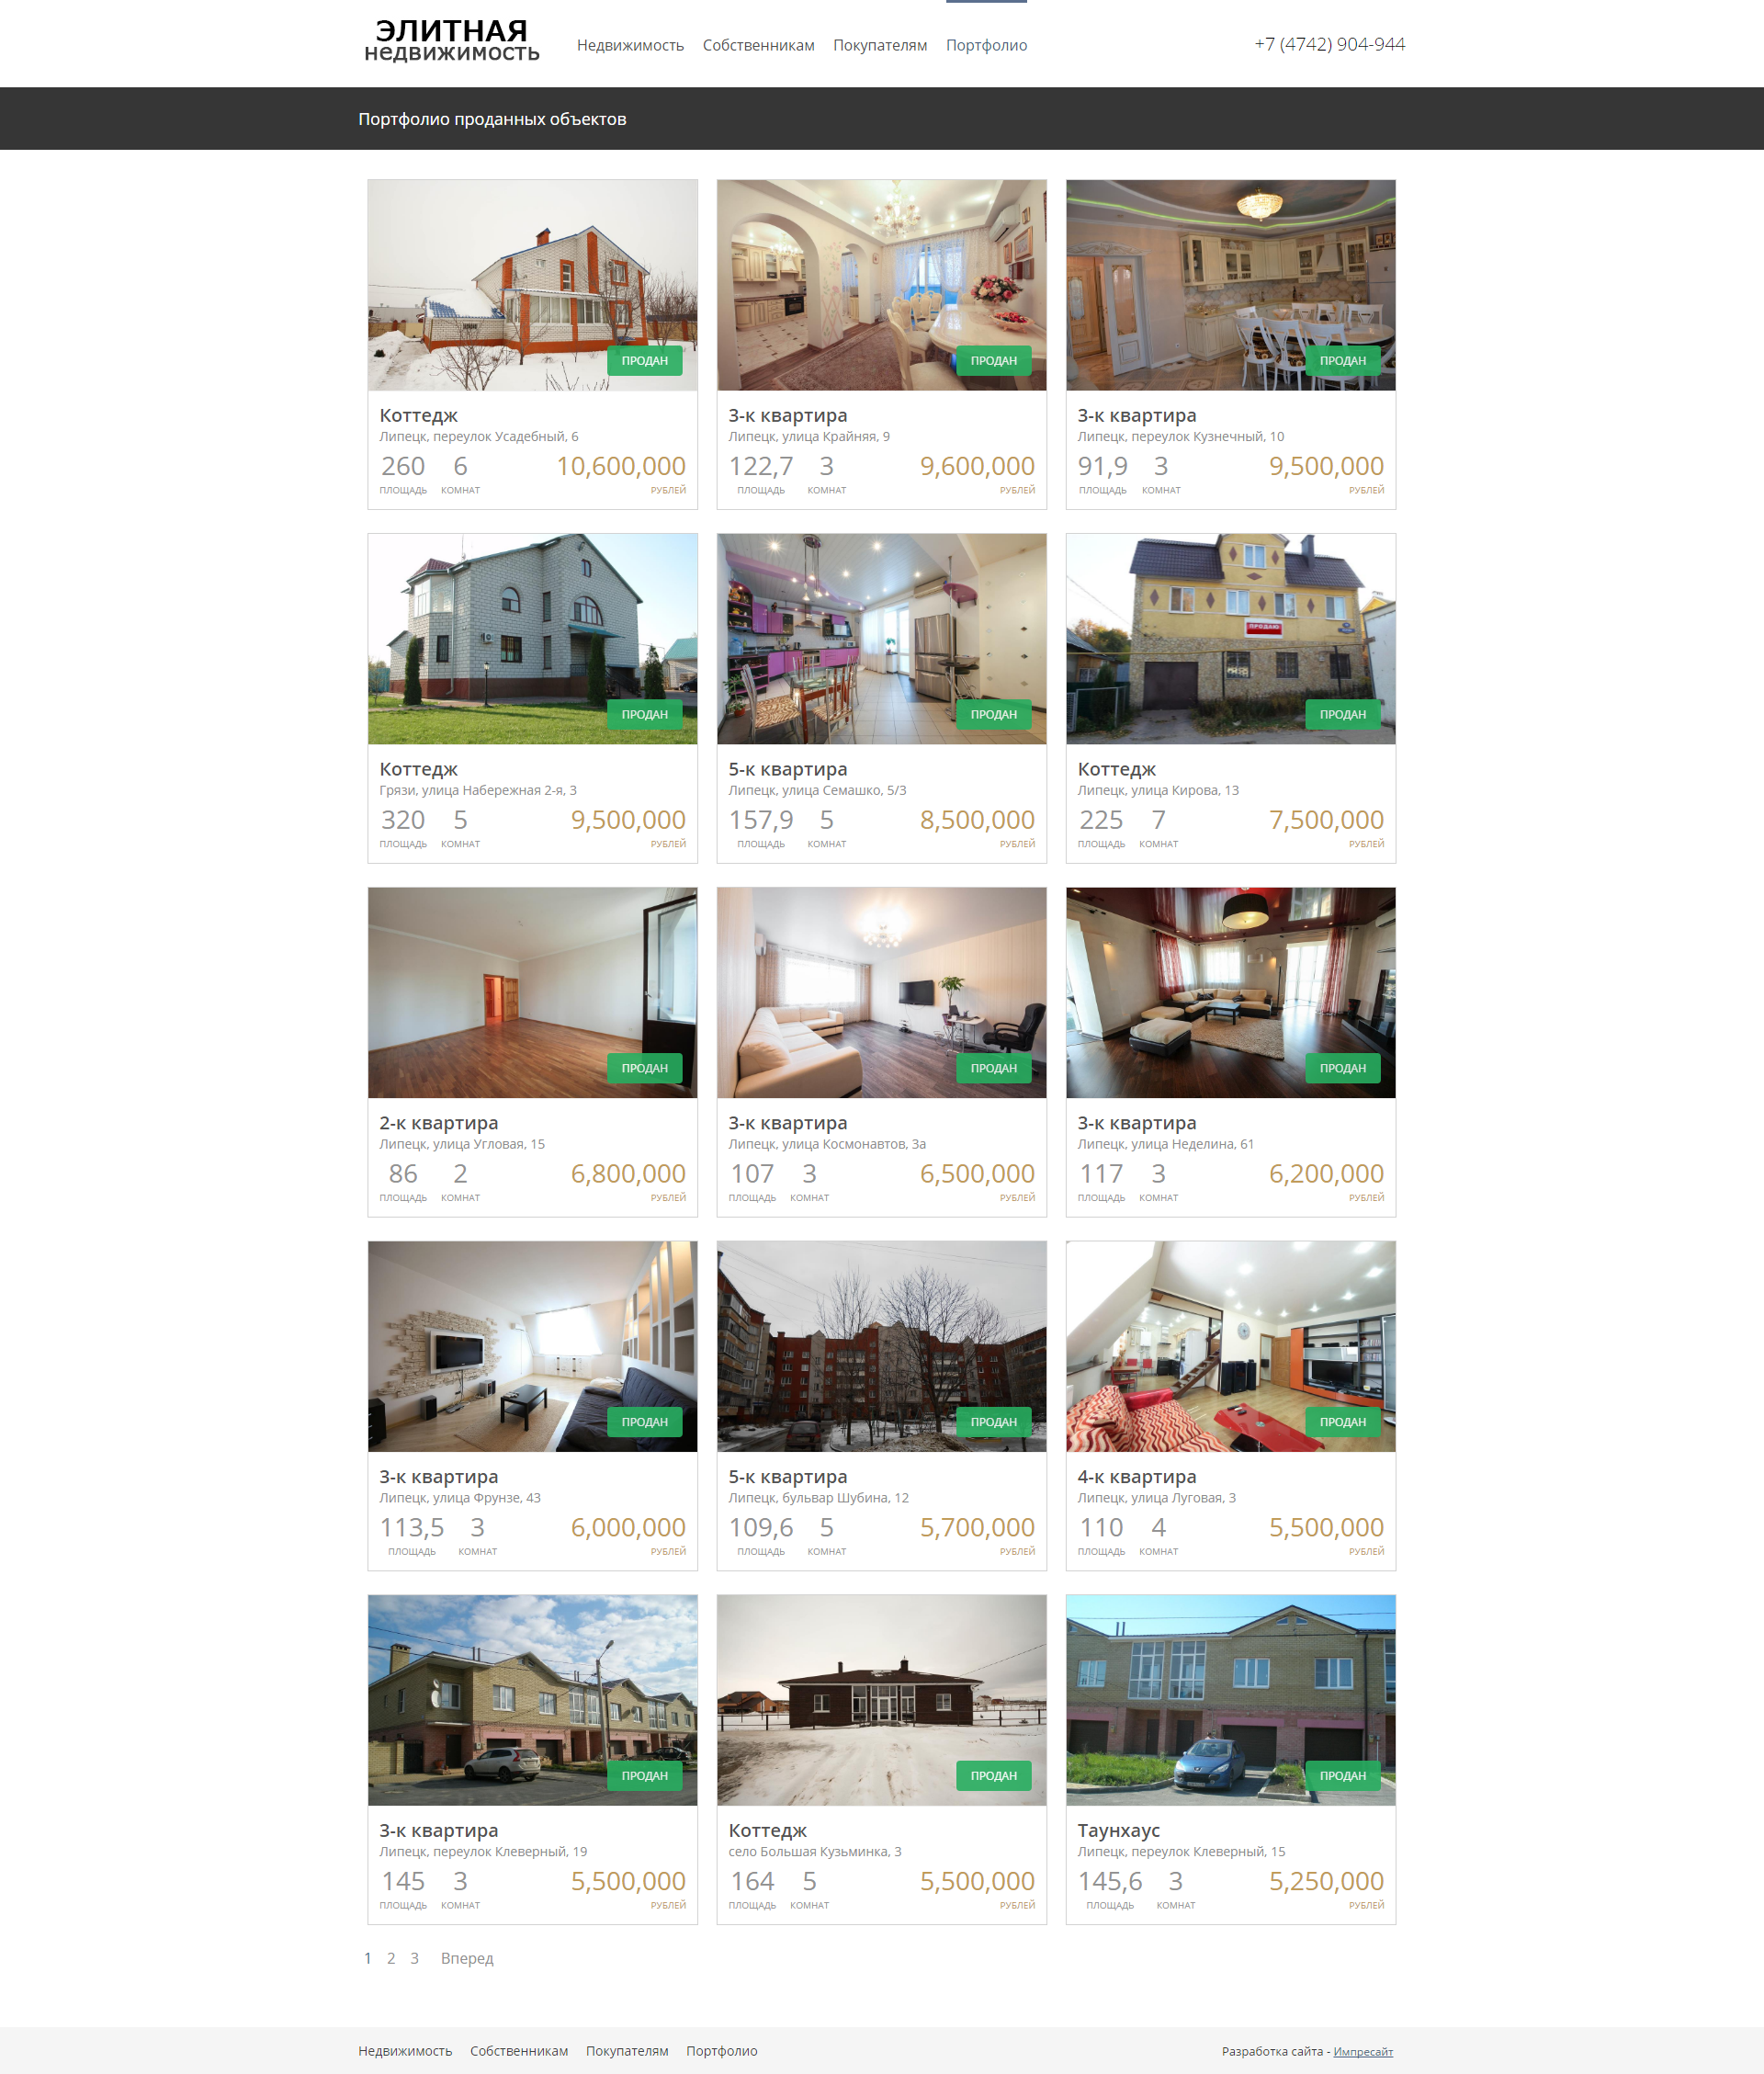 ЭЛИТНАЯ
недвижимость
Недвижимость Собственникам Покупателям Портфолио
+7 (4742) 904-944
Портфолио проданных объектов
ПРОДАН
ПРОДАН
ПРОДАН
Коттедж
Липецк, переулок Усадебный, 6
260 6 10,600,000
ПЛОЩАДЬ КОМНАТ РУБЛЕЙ
3-к квартира
Липецк, улица Крайняя, 9
122,7 3 9,600,000
ПЛОЩАДЬ КОМНАТ РУБЛЕЙ
3-к квартира
Липецк, переулок Кузнечный, 10
91,9 3 9,500,000
ПЛОЩАДЬ КОМНАТ РУБЛЕЙ
ПРОДАЮ
ПРОДАН
ПРОДАН
ПРОДАН
Коттедж
Грязи, улица Набережная 2-я, 3
320 5 9,500,000
ПЛОЩАДЬ КОМНАТ РУБЛЕЙ
5-к квартира
Липецк, улица Семашко, 5/3
157,9 5 8,500,000
ПЛОЩАДЬ КОМНАТ РУБЛЕЙ
Коттедж
Липецк, улица Кирова, 13
225 7 7,500,000
ПЛОЩАДЬ КОМНАТ РУБЛЕЙ
ПРОДАН
ПРОДАН
ПРОДАН
2-к квартира
Липецк, улица Угловая, 15
86 2 6,800,000
ПЛОЩАДЬ КОМНАТ РУБЛЕЙ
3-к квартира
Липецк, улица Космонавтов, 3а
107 3 6,500,000
ПЛОЩАДЬ КОМНАТ РУБЛЕЙ
3-к квартира
Липецк, улица Неделина, 61
117 3 6,200,000
ПЛОЩАДЬ КОМНАТ РУБЛЕЙ
ПРОДАН
ПРОДАН
ПРОДАН
3-к квартира
Липецк, улица Фрунзе, 43
113,5 3 6,000,000
ПЛОЩАДЬ КОМНАТ РУБЛЕЙ
5-к квартира
Липецк, бульвар Шубина, 12
109,6 5 5,700,000
ПЛОЩАДЬ КОМНАТ РУБЛЕЙ
4-к квартира
Липецк, улица Луговая, 3
110 4 5,500,000
ПЛОЩАДЬ КОМНАТ РУБЛЕЙ
ПРОДАН
ПРОДАН
ПРОДАН
3-к квартира
Липецк, переулок Клеверный, 19
145 3 5,500,000
ПЛОЩАДЬ КОМНАТ РУБЛЕЙ
Коттедж
село Большая Кузьминка, 3
164 5 5,500,000
ПЛОЩАДЬ КОМНАТ РУБЛЕЙ
Таунхаус
Липецк, переулок Клеверный, 15
145,6 3 5,250,000
ПЛОЩАДЬ КОМНАТ РУБЛЕЙ
1 2 3 Вперед
Недвижимость Собственникам Покупателям Портфолио
Разработка сайта - Импресайт